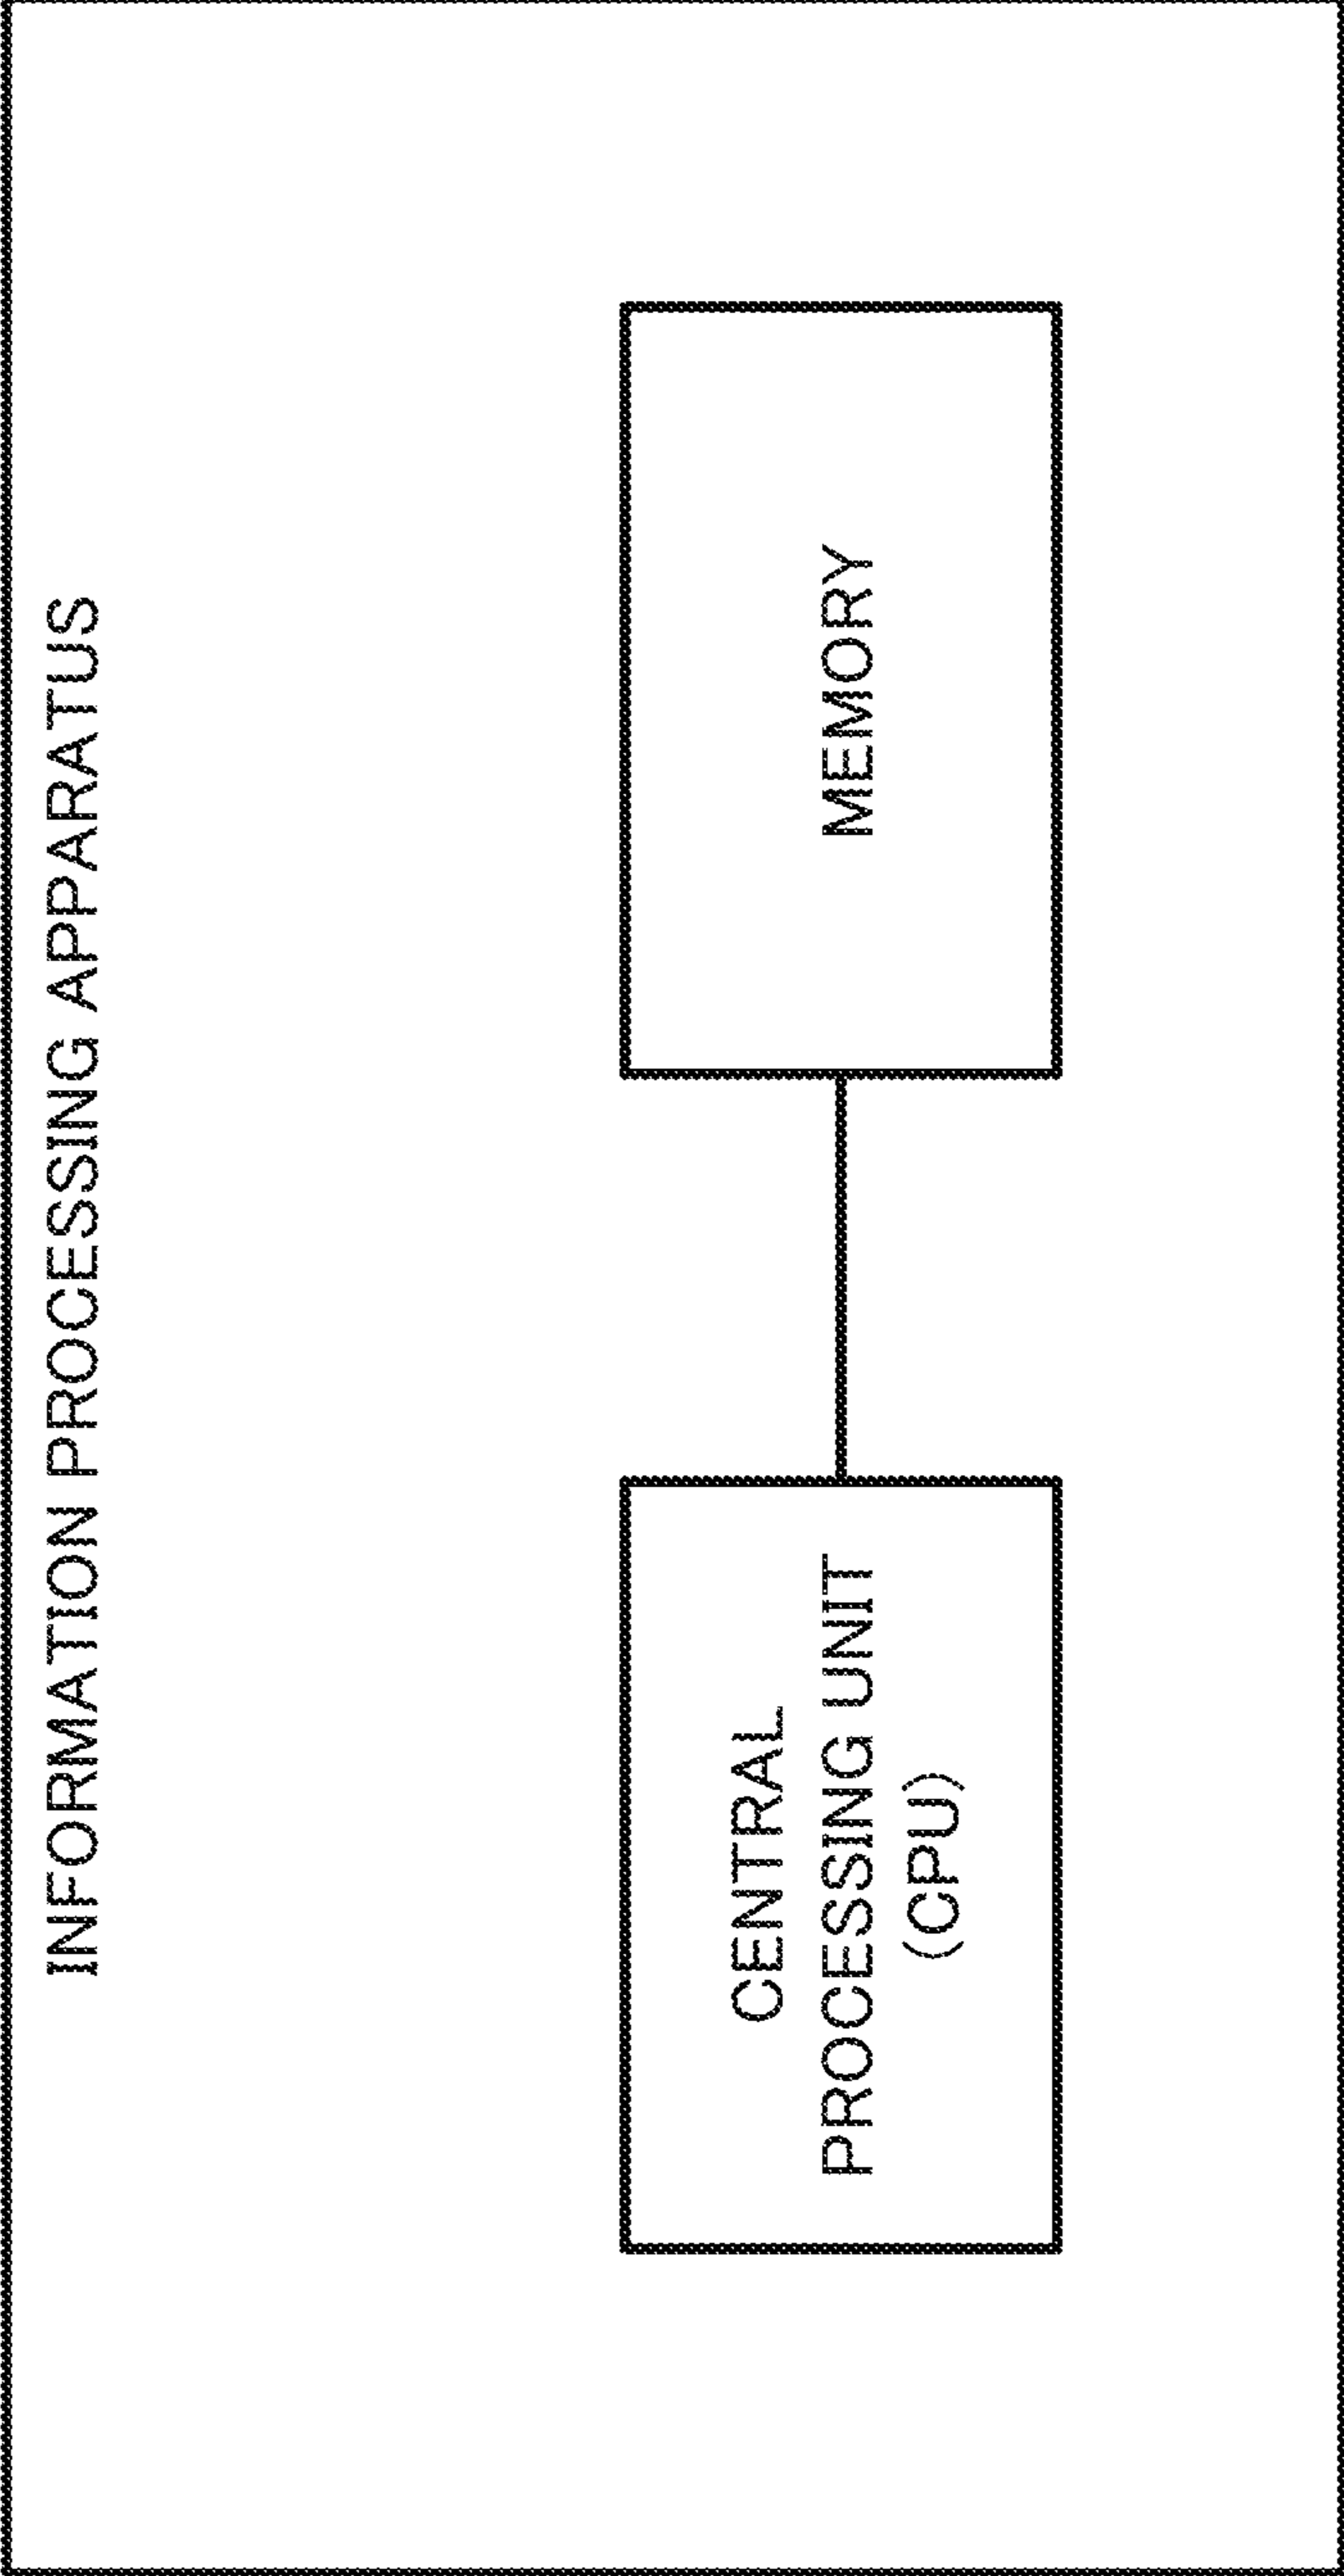 INFORMATION PROCESSING APPARATUS
CENTRAL
PROCESSING UNIT
(CPU)
MEMORY